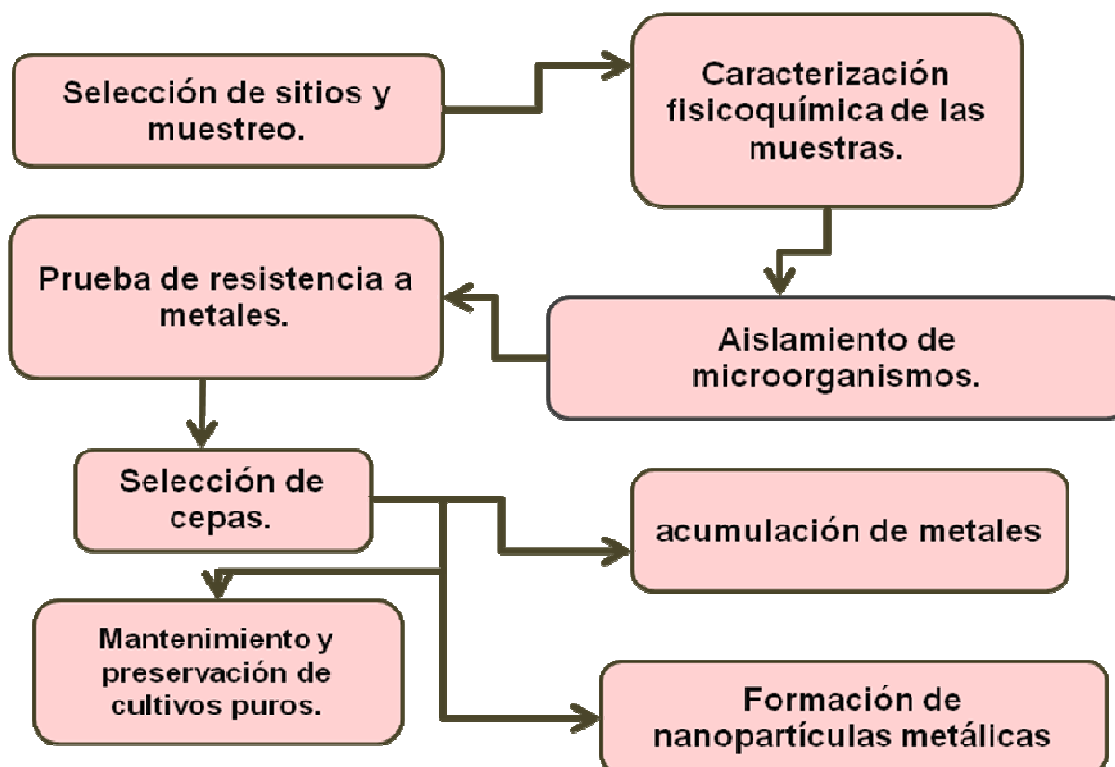 Selección de sitios y
muestreo.
Caracterización
fisicoquímica de las
muestras.
Aislamiento de
microorganismos.
Prueba de resistencia a
metales.
Selección de
cepas.
acumulación de metales
Mantenimiento y
preservación de
cultivos puros.
Formación de
nanopartículas metálicas